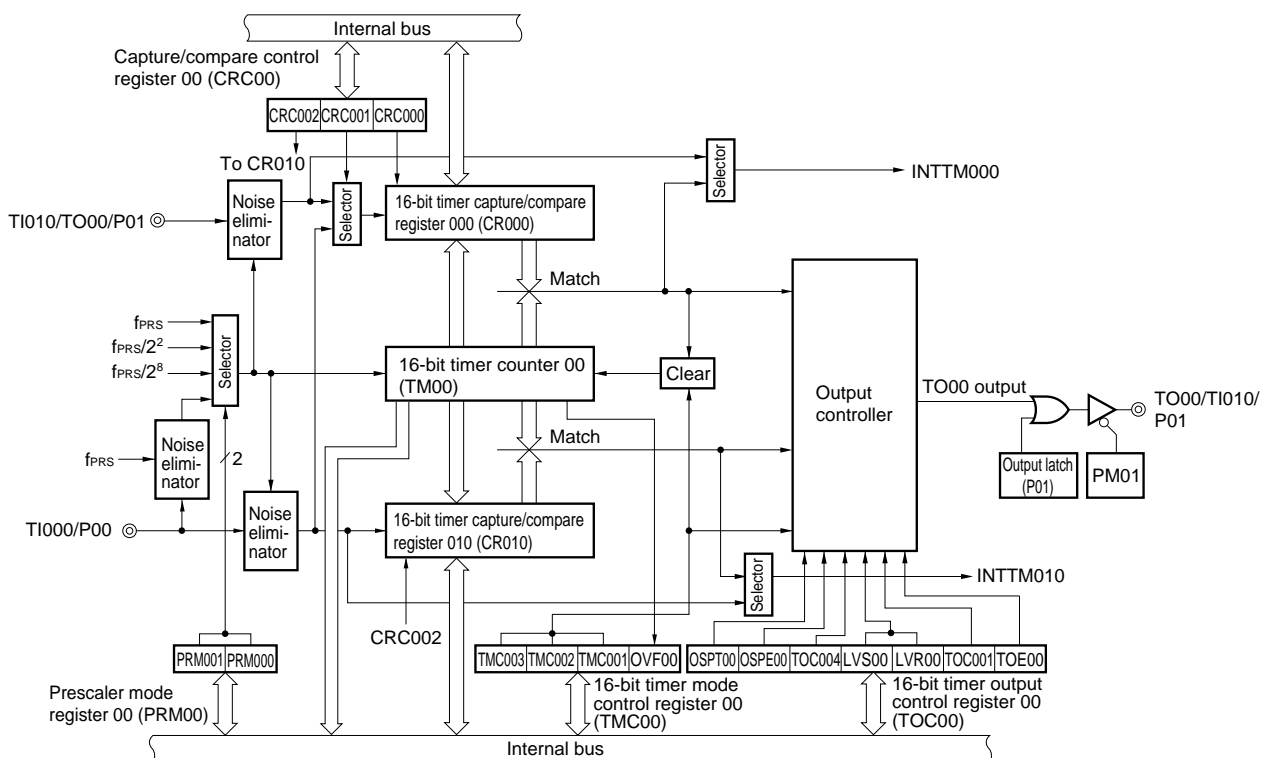 Internal bus
Capture/compare control
register 00 (CRC00)
CRC002 CRC001 CRC000
To CR010
TI010/TO00/P01
Noise
elimi-
nator
Selector
16-bit timer capture/compare
register 000 (CR000)
Selector
INTTM000
Match
fPRS
fPRS/2²
fPRS/2⁸
Selector
16-bit timer counter 00
(TM00)
Clear
Output
controller
TO00 output
TO00/TI010/
P01
Output latch
(P01)
PM01
fPRS
Noise
elimi-
nator
2
Match
TI000/P00
Noise
elimi-
nator
16-bit timer capture/compare
register 010 (CR010)
Selector
INTTM010
CRC002
PRM001 PRM000
Prescaler mode
register 00 (PRM00)
TMC003 TMC002 TMC001 OVF00
16-bit timer mode
control register 00
(TMC00)
OSPT00 OSPE00 TOC004 LVS00 LVR00 TOC001 TOE00
16-bit timer output
control register 00
(TOC00)
Internal bus